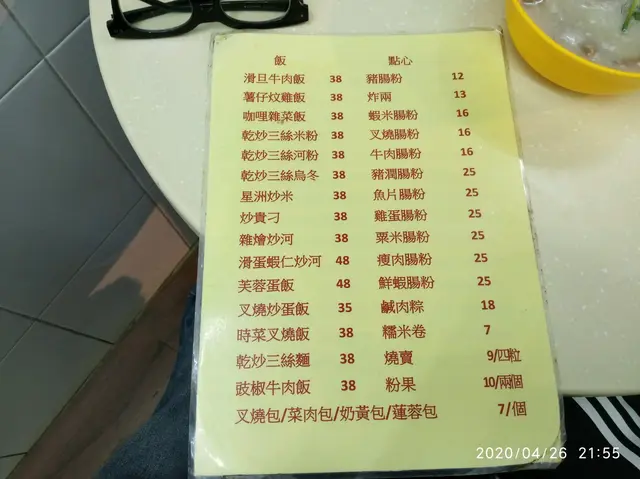 飯 點心
滑旦牛肉飯 38 豬腸粉 12
薯仔炆雞飯 38 炸兩 13
咖哩雜菜飯 38 蝦米腸粉 16
乾炒三絲米粉 38 叉燒腸粉 16
乾炒三絲河粉 38 牛肉腸粉 16
乾炒三絲烏冬 38 豬潤腸粉 25
星洲炒米 38 魚片腸粉 25
炒貴刁 38 雞蛋腸粉 25
雜燴炒河 38 粟米腸粉 25
滑蛋蝦仁炒河 48 瘦肉腸粉 25
芙蓉蛋飯 48 鮮蝦腸粉 25
叉燒炒蛋飯 35 鹹肉粽 18
時菜叉燒飯 38 糯米卷 7
乾炒三絲麵 38 燒賣 9/四粒
豉椒牛肉飯 38 粉果 10/兩個
叉燒包/菜肉包/奶黃包/蓮蓉包 7/個
2020/04/26 21:55